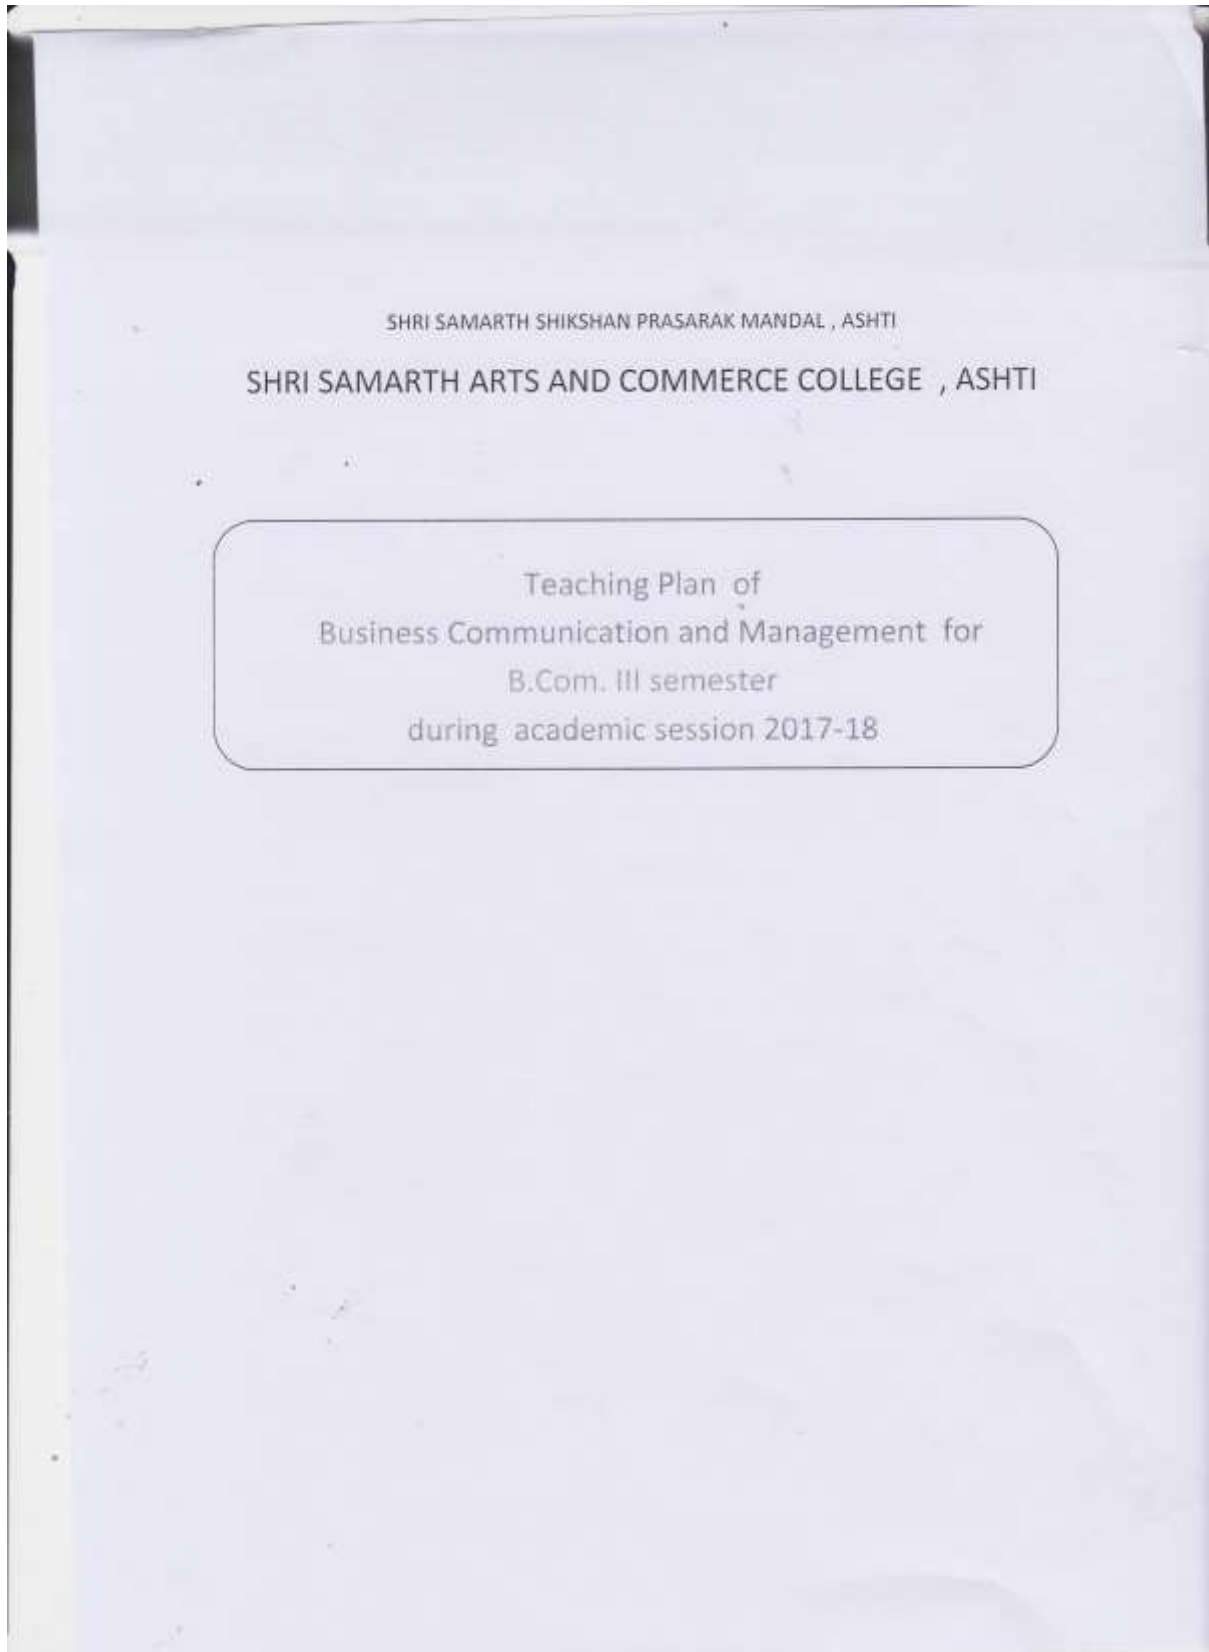 SHRI SAMARTH SHIKSHAN PRASARAK MANDAL , ASHTI
SHRI SAMARTH ARTS AND COMMERCE COLLEGE , ASHTI
Teaching Plan of
Business Communication and Management for
B.Com. III semester
during academic session 2017-18